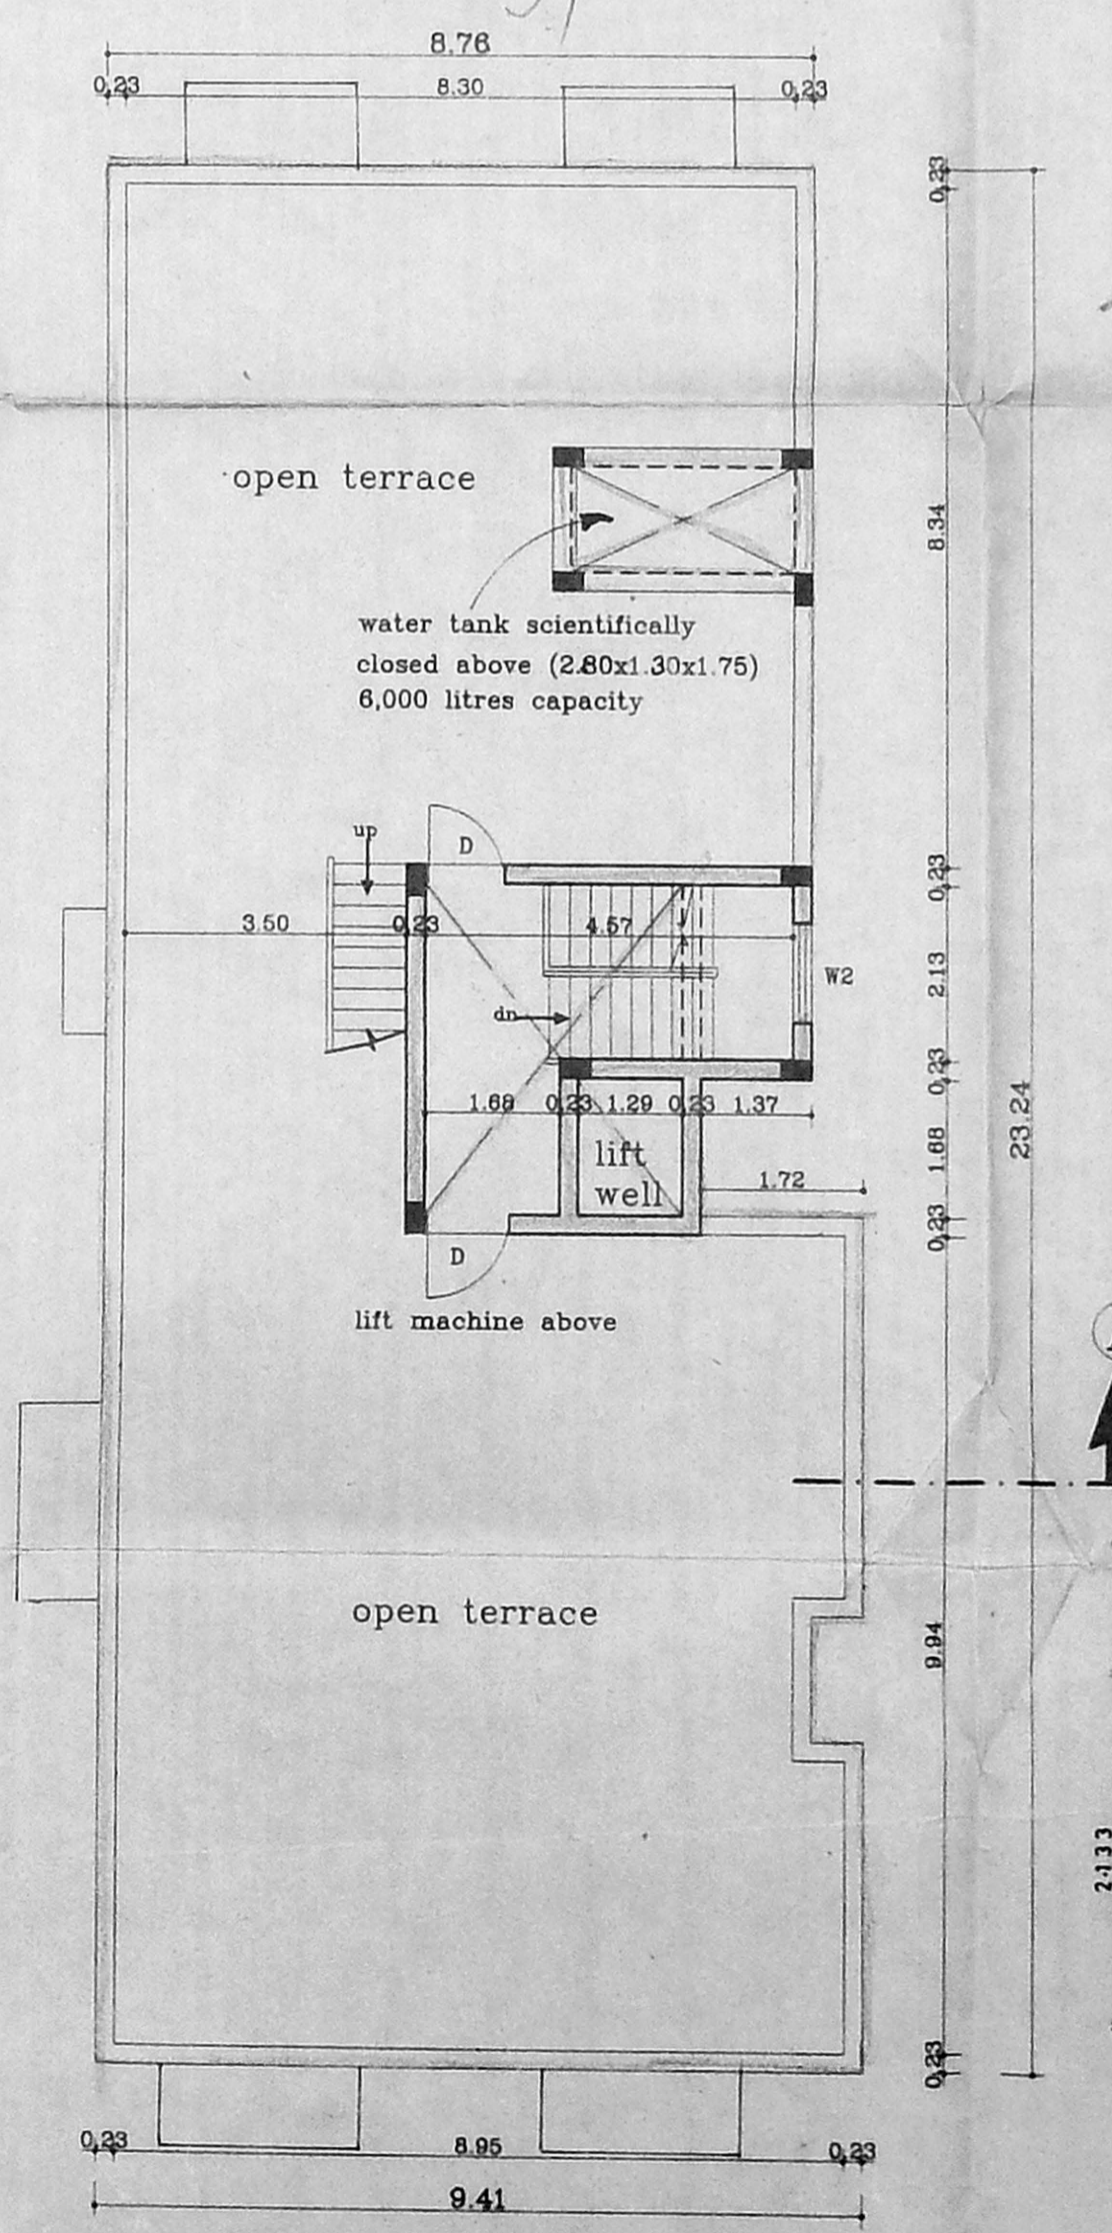 8.76
0.23
8.30
0.23
0.23
open terrace
8.34
water tank scientifically
closed above (2.80x1.30x1.75)
6,000 litres capacity
up
D
0.23
3.50
0.23
4.57
W2
2.13
dn
0.23
1.68
0.23
1.29
0.23
1.37
23.24
1.68
lift
well
1.72
0.23
D
lift machine above
open terrace
9.94
2.133
0.23
0.23
8.95
0.23
9.41